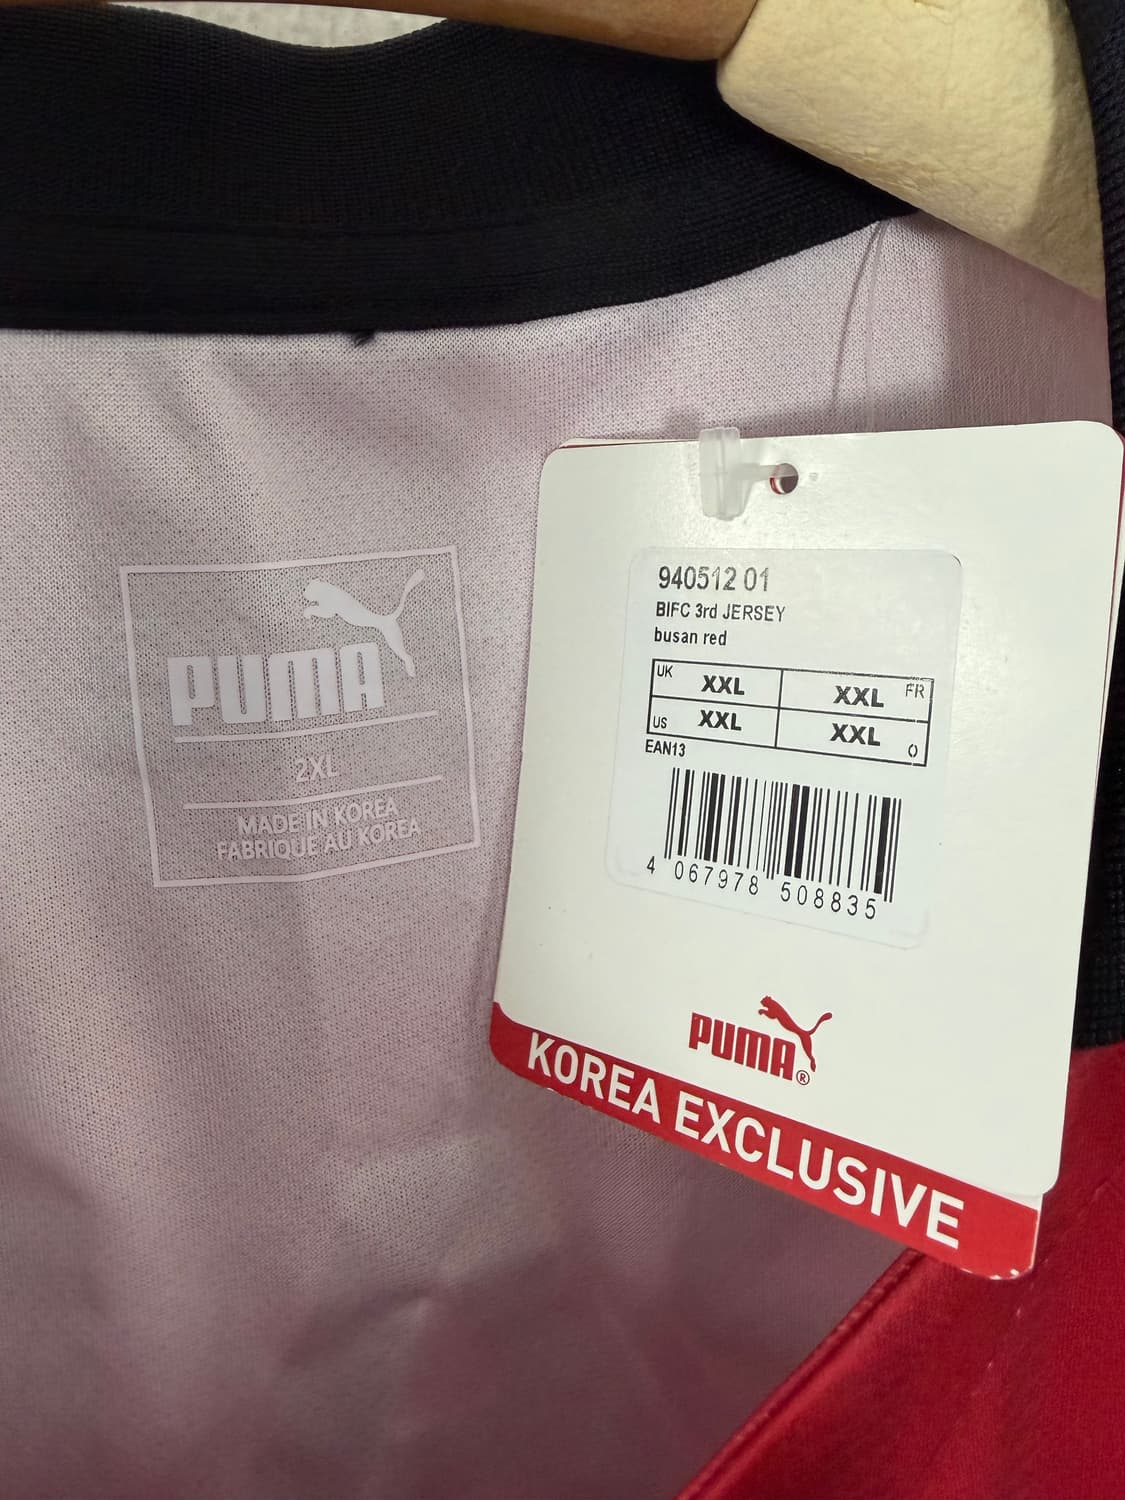 PUMA
2XL
MADE IN KOREA
FABRIQUE AU KOREA
940512 01
BIFC 3rd JERSEY
busan red
UK XXL XXL FR
US XXL XXL O
EAN13
4 067978 508835
PUMA®
KOREA EXCLUSIVE